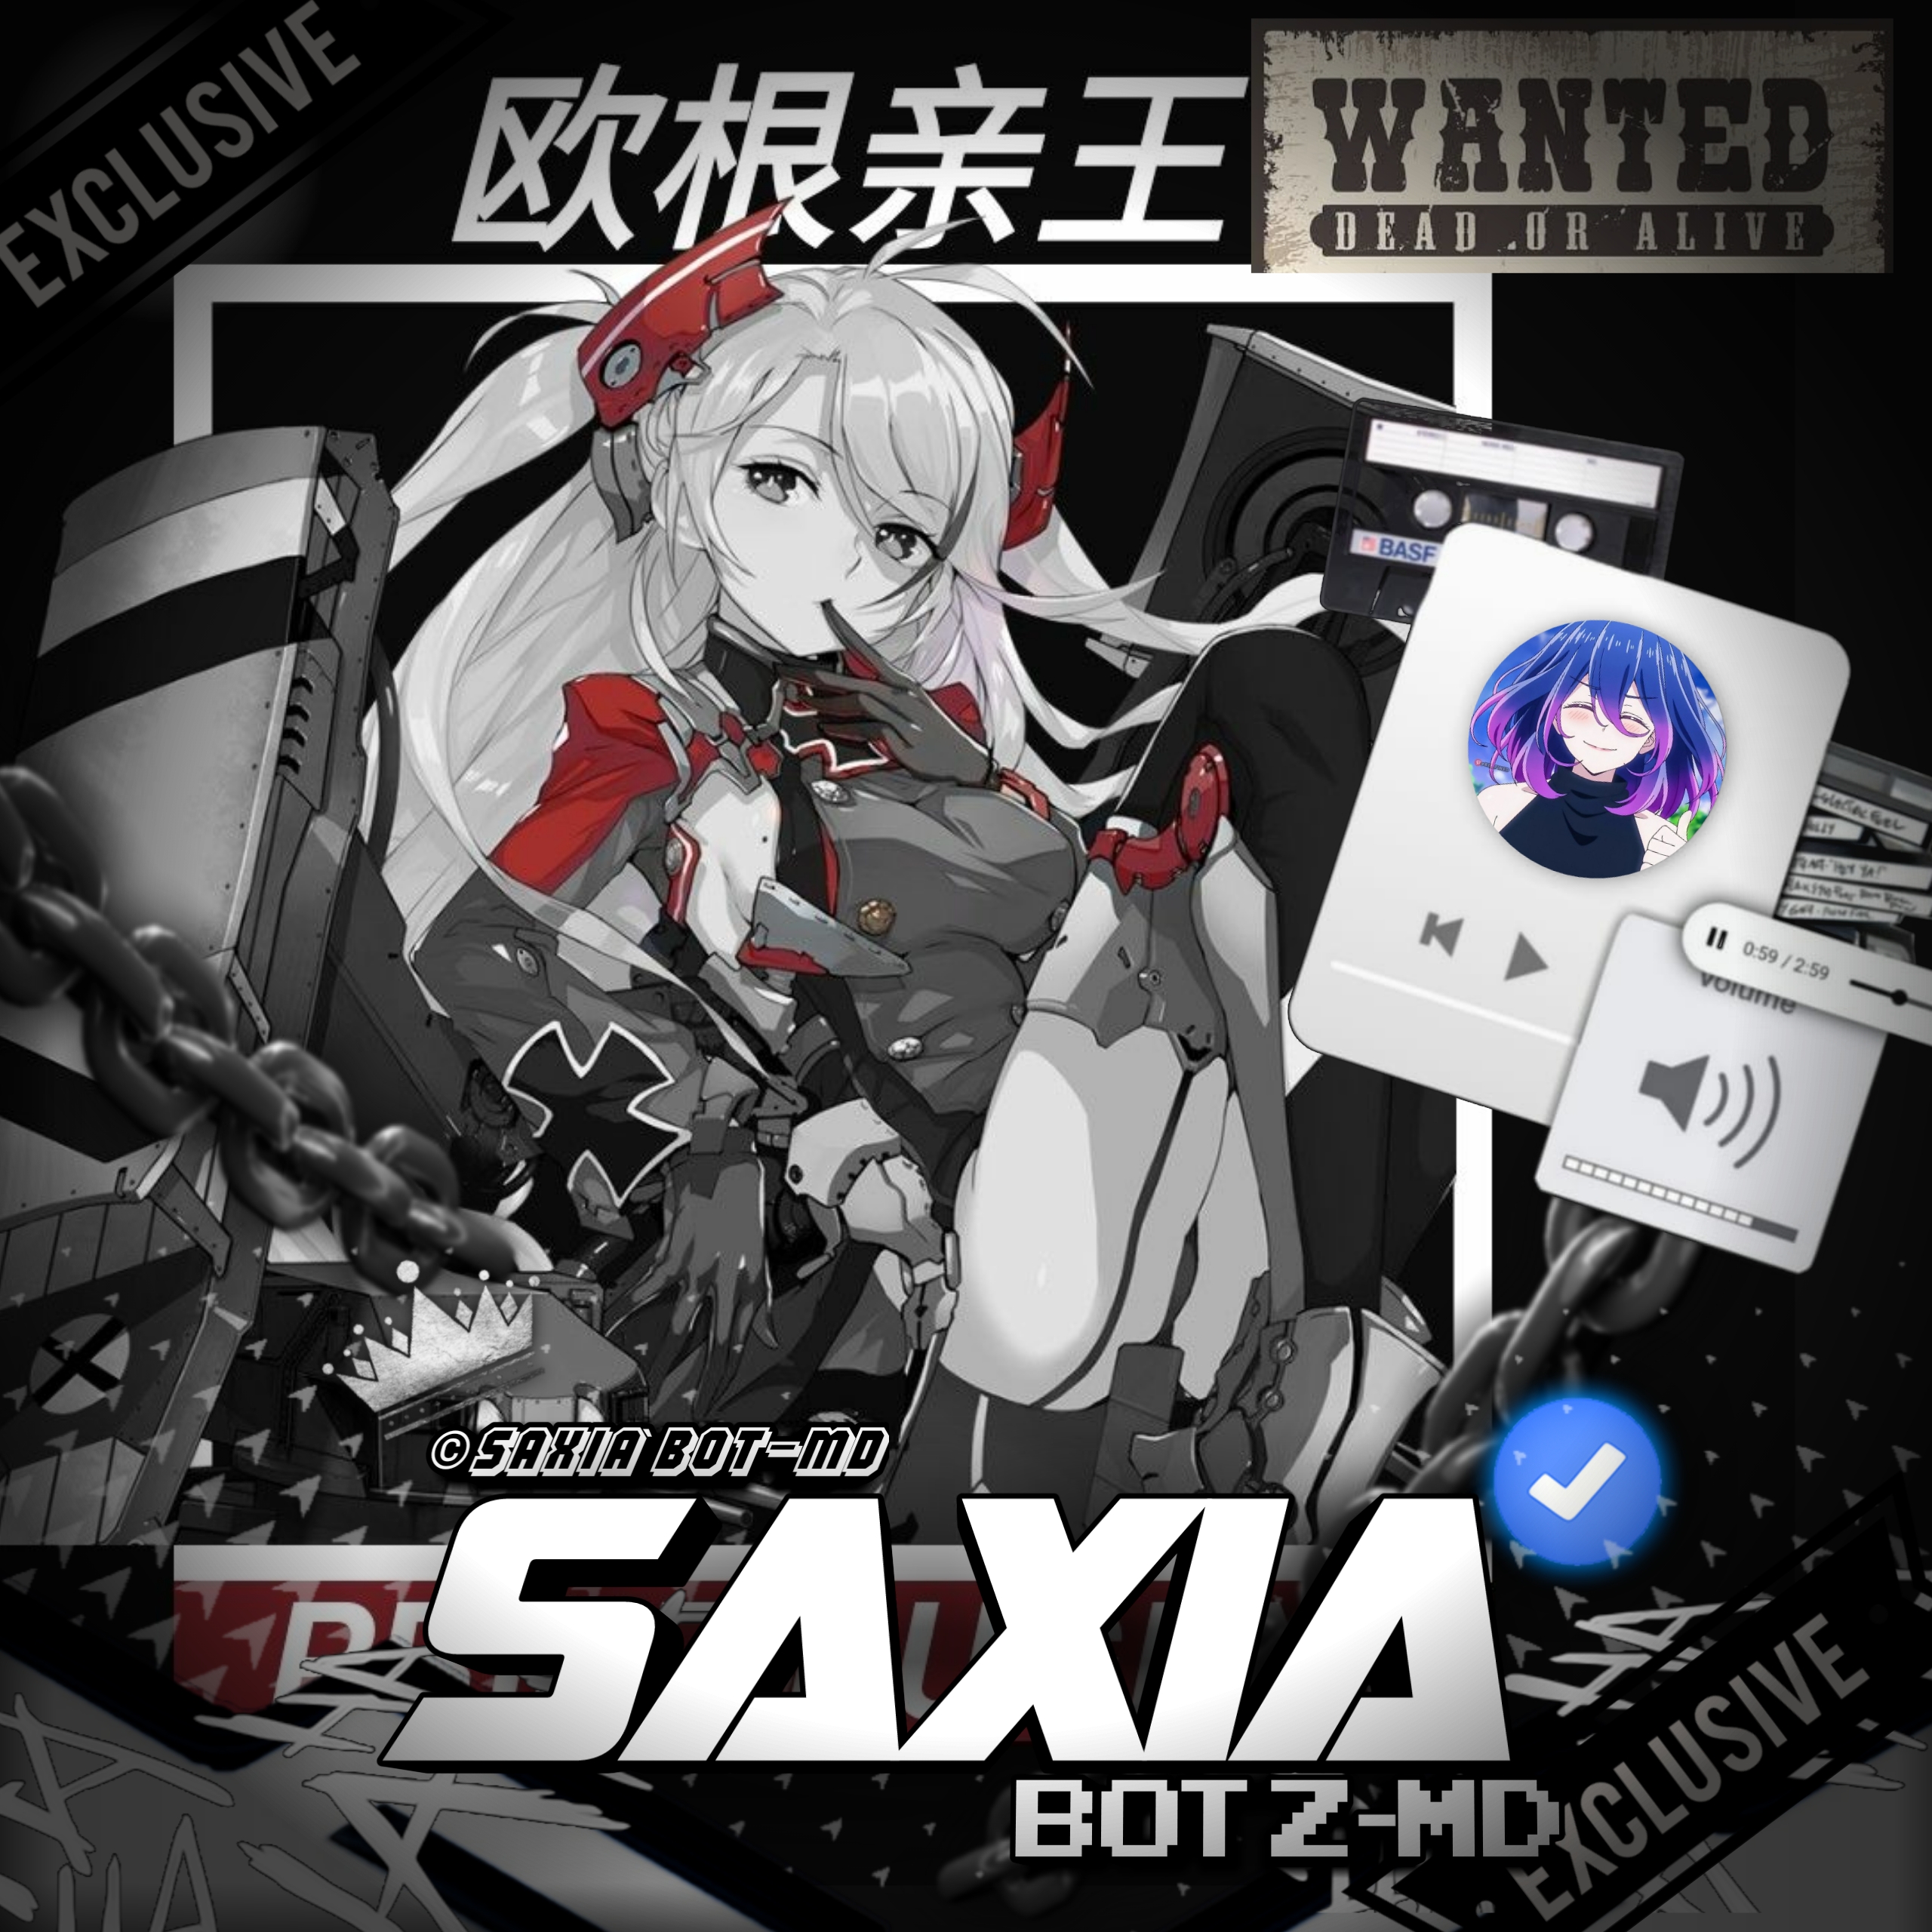 EXCLUSIVE
欧根亲王
WANTED
DEAD OR ALIVE
BASF
0:59 / 2:59
Volume
©SAXIA BOT-MD
SAXIA
BOT Z-MD
EXCLUSIVE